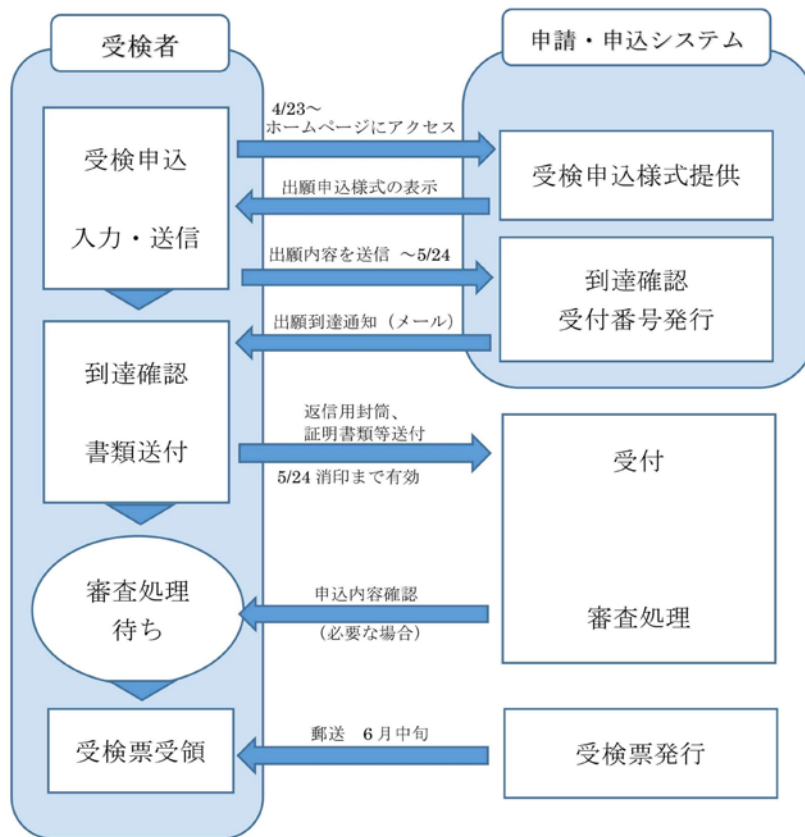 受検者
申請・申込システム
4/23～
ホームページにアクセス
受検申込
入力・送信
受検申込様式提供
出願申込様式の表示
出願内容を送信 ～5/24
到達確認
受付番号発行
出願到達通知（メール）
到達確認
書類送付
返信用封筒、
証明書類等送付
5/24 消印まで有効
受付
審査処理
待ち
申込内容確認
（必要な場合）
審査処理
受検票受領
郵送 6月中旬
受検票発行